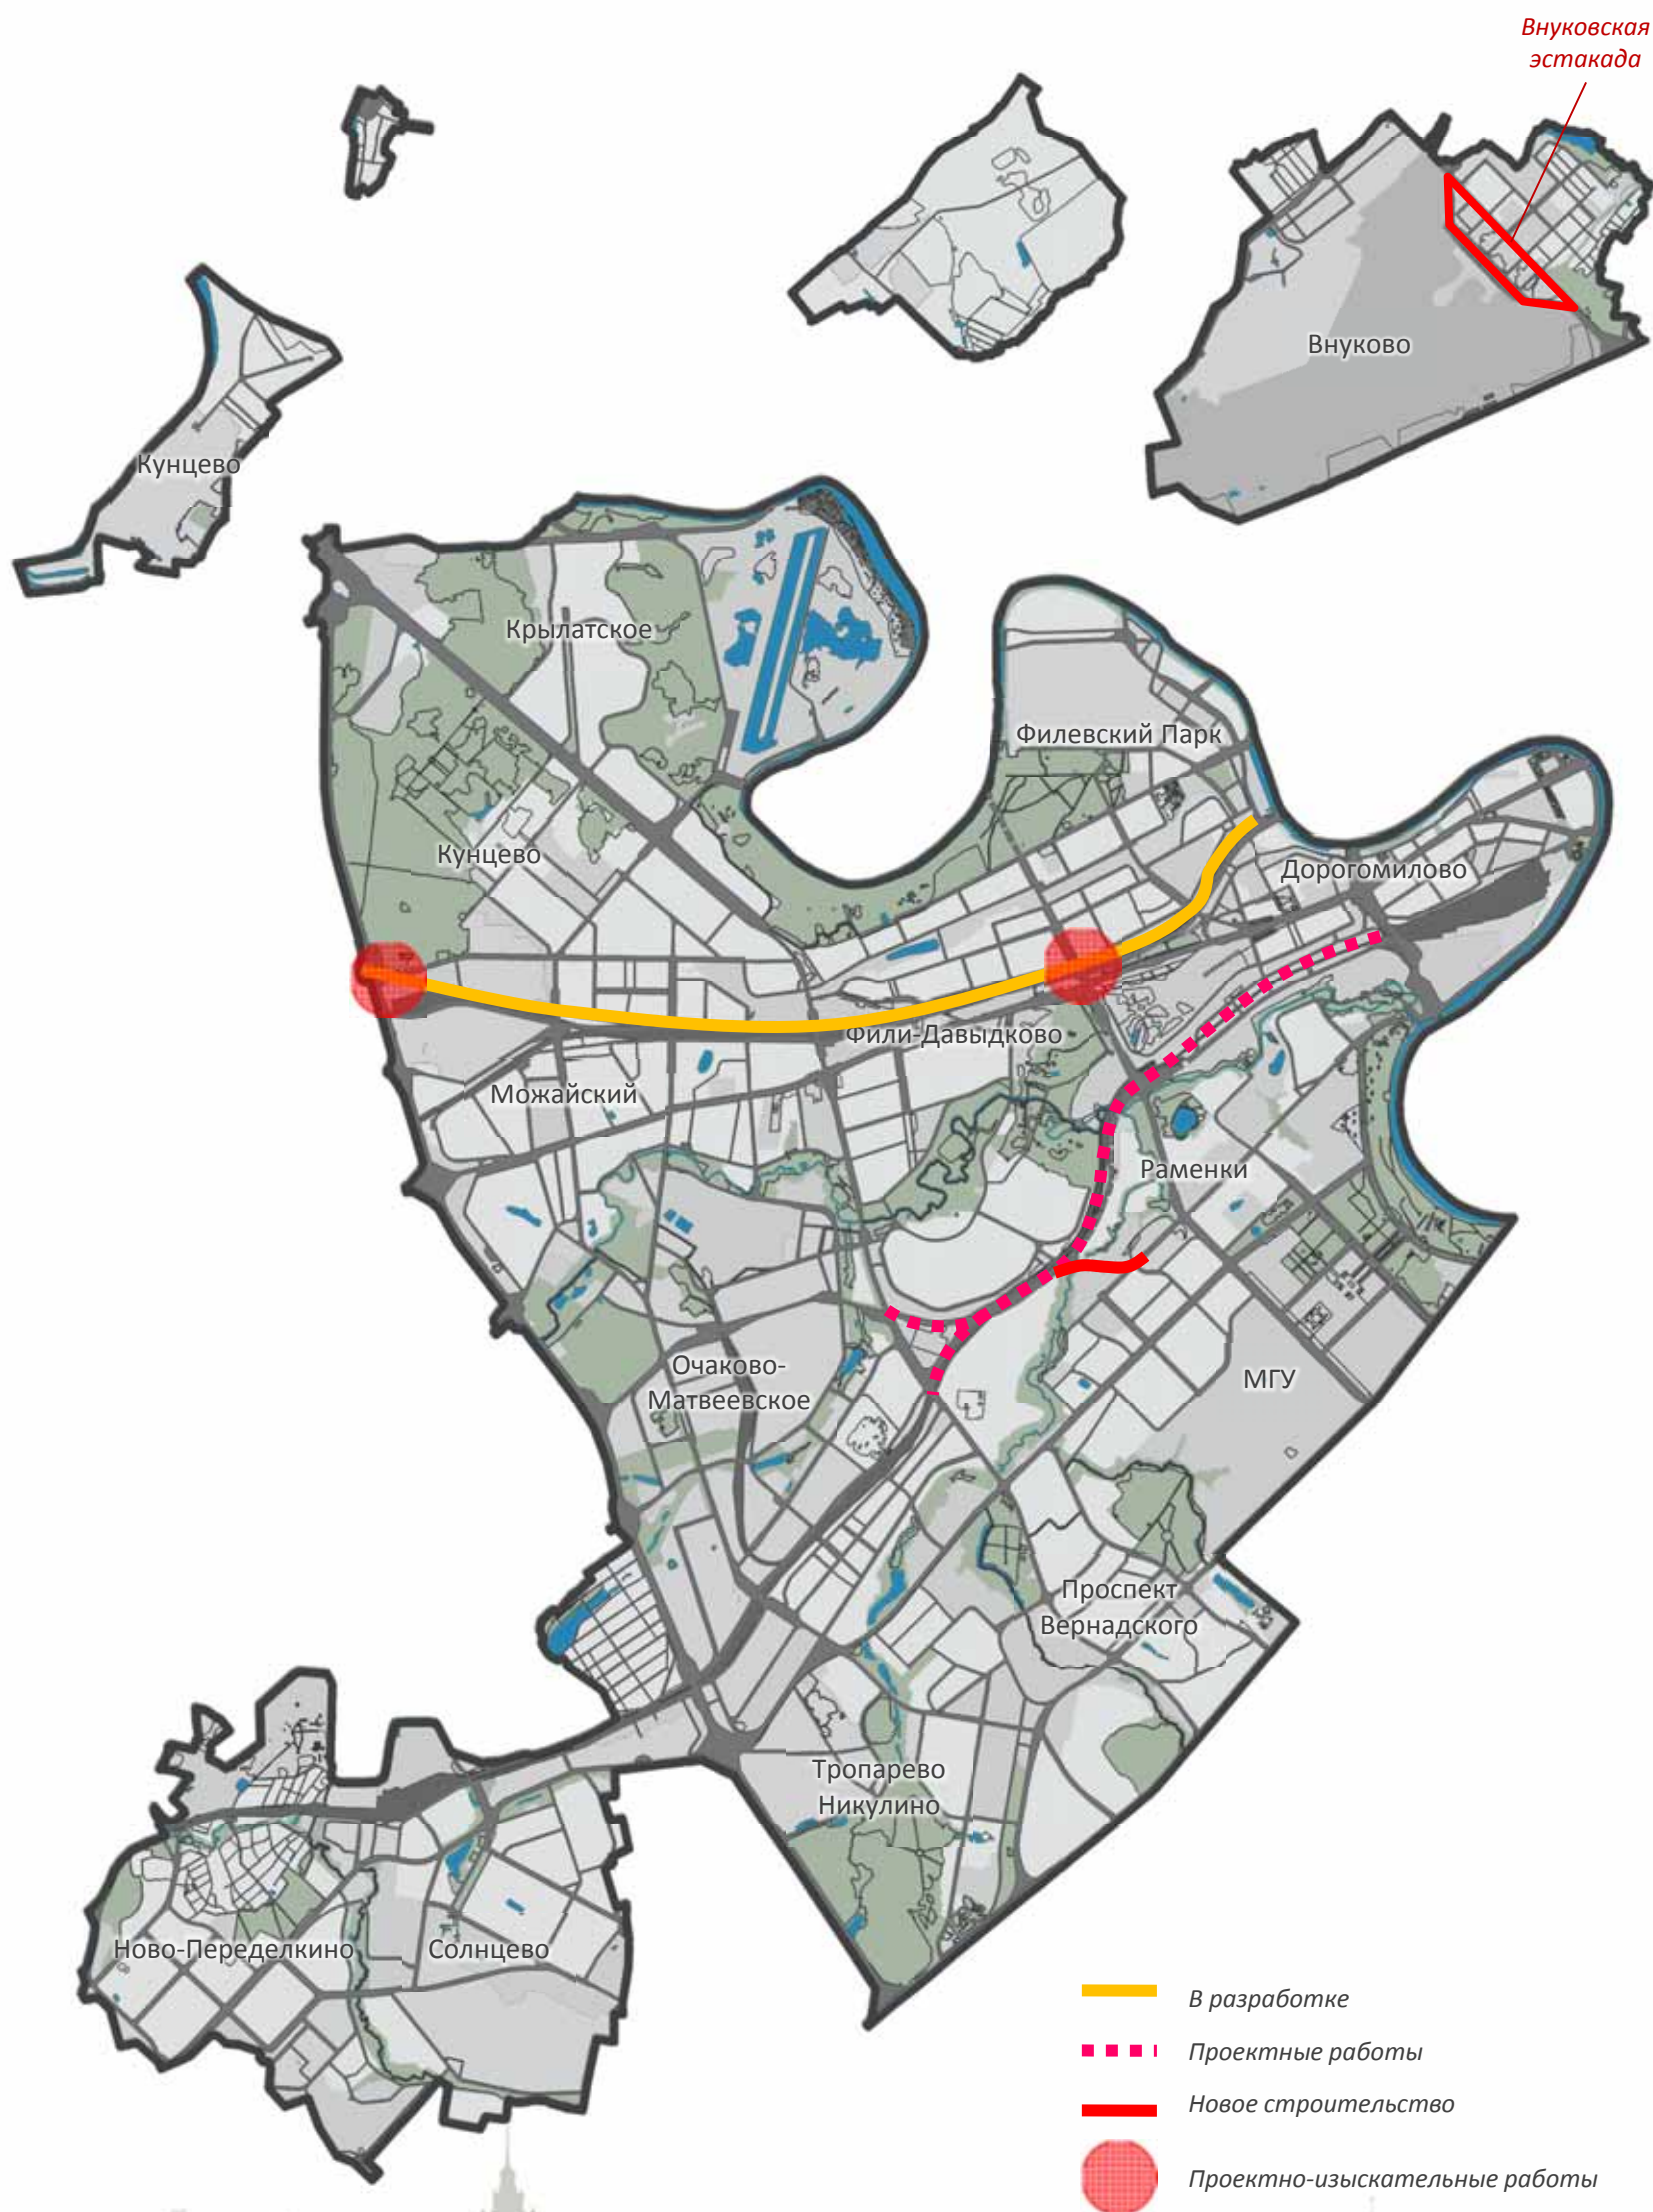 Внуковская
эстакада
Внуково
Кунцево
Крылатское
Филевский Парк
Кунцево
Дорогомилово
Фили-Давыдково
Можайский
Раменки
Очаково-
Матвеевское
МГУ
Проспект
Вернадского
Тропарево
Никулино
Ново-Переделкино
Солнцево
В разработке
Проектные работы
Новое строительство
Проектно-изыскательные работы